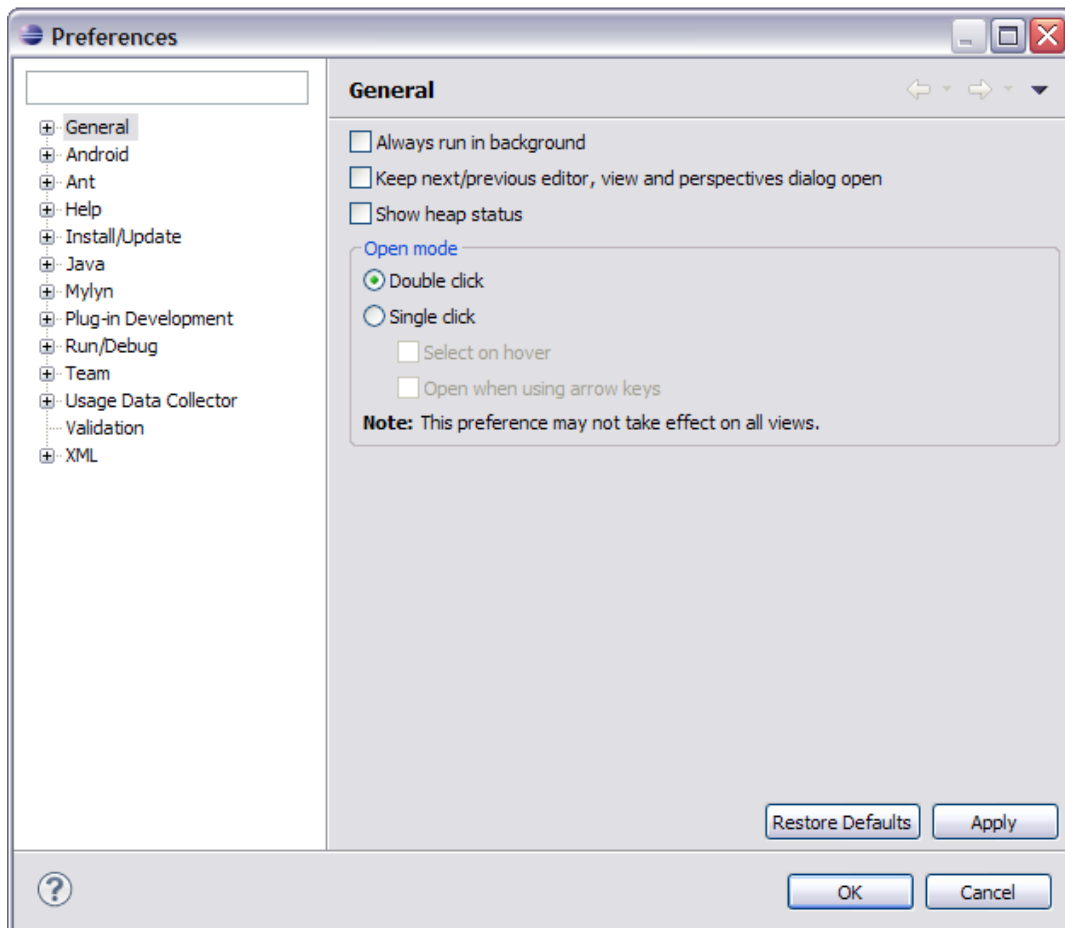 Preferences
General
Android
Ant
Help
Install/Update
Java
Mylyn
Plug-in Development
Run/Debug
Team
Usage Data Collector
Validation
XML
General
Always run in background
Keep next/previous editor, view and perspectives dialog open
Show heap status
Open mode
Double click
Single click
Select on hover
Open when using arrow keys
Note: This preference may not take effect on all views.
Restore Defaults
Apply
?
OK
Cancel